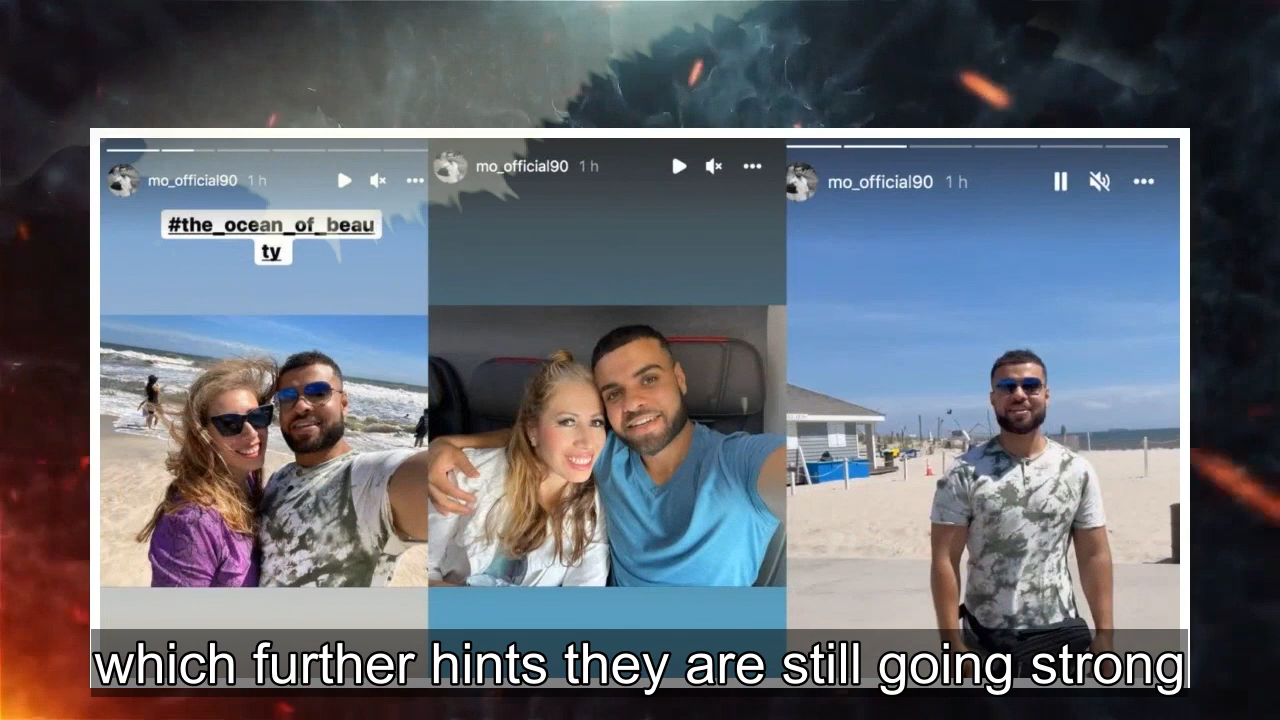 mo_official90 1 h
#the_ocean_of_beau
ty
mo_official90 1 h
mo_official90 1 h
which further hints they are still going strong